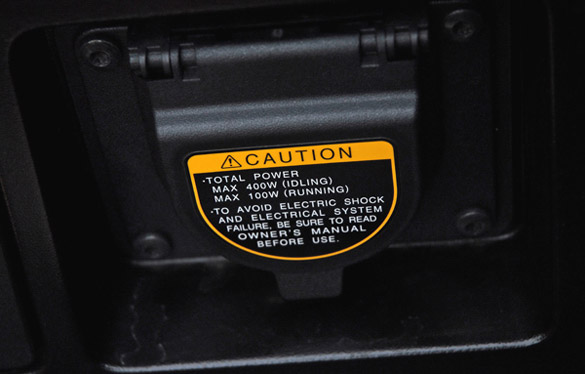 CAUTION
·TOTAL POWER
MAX 400W (IDLING)
MAX 100W (RUNNING)
·TO AVOID ELECTRIC SHOCK
AND ELECTRICAL SYSTEM
FAILURE, BE SURE TO READ
OWNER'S MANUAL
BEFORE USE.